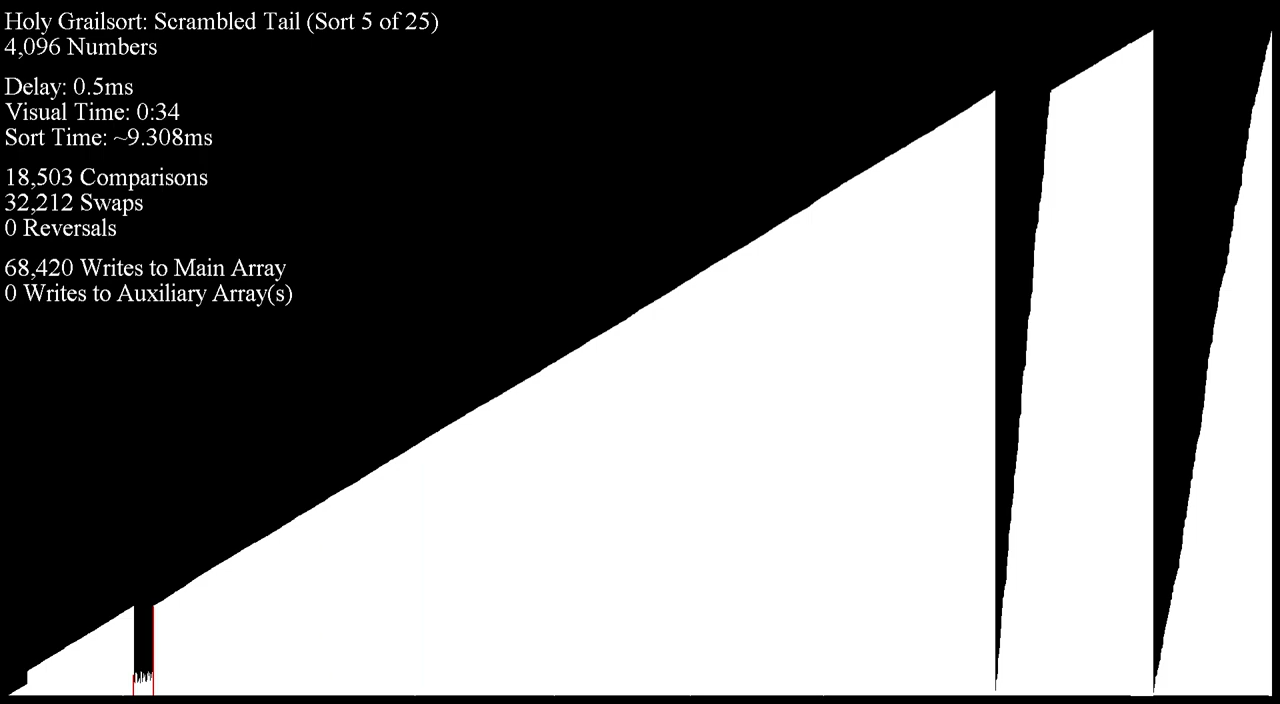 Holy Grailsort: Scrambled Tail (Sort 5 of 25)
4,096 Numbers
Delay: 0.5ms
Visual Time: 0:34
Sort Time: ~9.308ms
18,503 Comparisons
32,212 Swaps
0 Reversals
68,420 Writes to Main Array
0 Writes to Auxiliary Array(s)